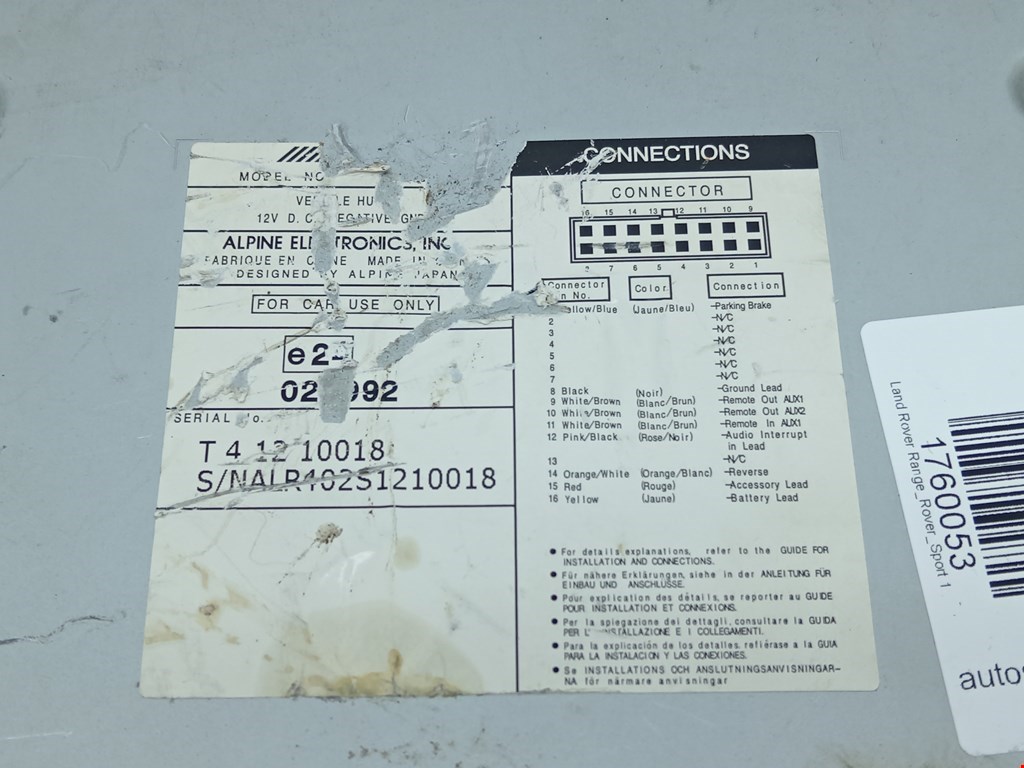 MODEL NO
12V D.C.
ALPINE ELECTRONICS, INC
FABRIQUE EN MADE IN
DESIGNED BY ALPINE JAPAN
FOR CAR USE ONLY
e2
SERIAL No.
T 4 12 10018
S/NALR102S1210018
CONNECTIONS
CONNECTOR
16 15 14 13 12 11 10 9
8 7 6 5 4 3 2 1
Connector Color Connection
No.
Yellow/Blue (Jaune/Bleu) -Parking Brake
2 -N/C
3 -N/C
4 -N/C
5 -N/C
6 -N/C
7 -N/C
8 Black (Noir) -Ground Lead
9 White/Brown (Blanc/Brun) -Remote Out AUX1
10 White/Brown (Blanc/Brun) -Remote Out AUX2
11 White/Brown (Blanc/Brun) -Remote In AUX1
12 Pink/Black (Rose/Noir) -Audio Interrupt
in Lead
13 -N/C
14 Orange/White (Orange/Blanc) -Reverse
15 Red (Rouge) -Accessory Lead
16 Yellow (Jaune) -Battery Lead
● For details explanations, refer to the GUIDE FOR
INSTALLATION AND CONNECTIONS.
● Für nähere Erklärungen, siehe in der ANLEITUNG FÜR
EINBAU UND ANSCHLÜSSE.
● Pour explication des détails, se reporter au GUIDE
POUR INSTALLATION ET CONNEXIONS.
● Per la spiegazione dei dettagli, consultare la GUIDA
PER L'INSTALLAZIONE E I COLLEGAMENTI.
● Para la explicación de los detalles, refiérase a la GUIA
PARA LA INSTALACION Y LAS CONEXIONES.
● Se INSTALLATIONS OCH ANSLUTNINGSANVISNINGAR-
NA för närmare anvisningar
Land Rover Range_Rover_Sport 1
1760053
autos